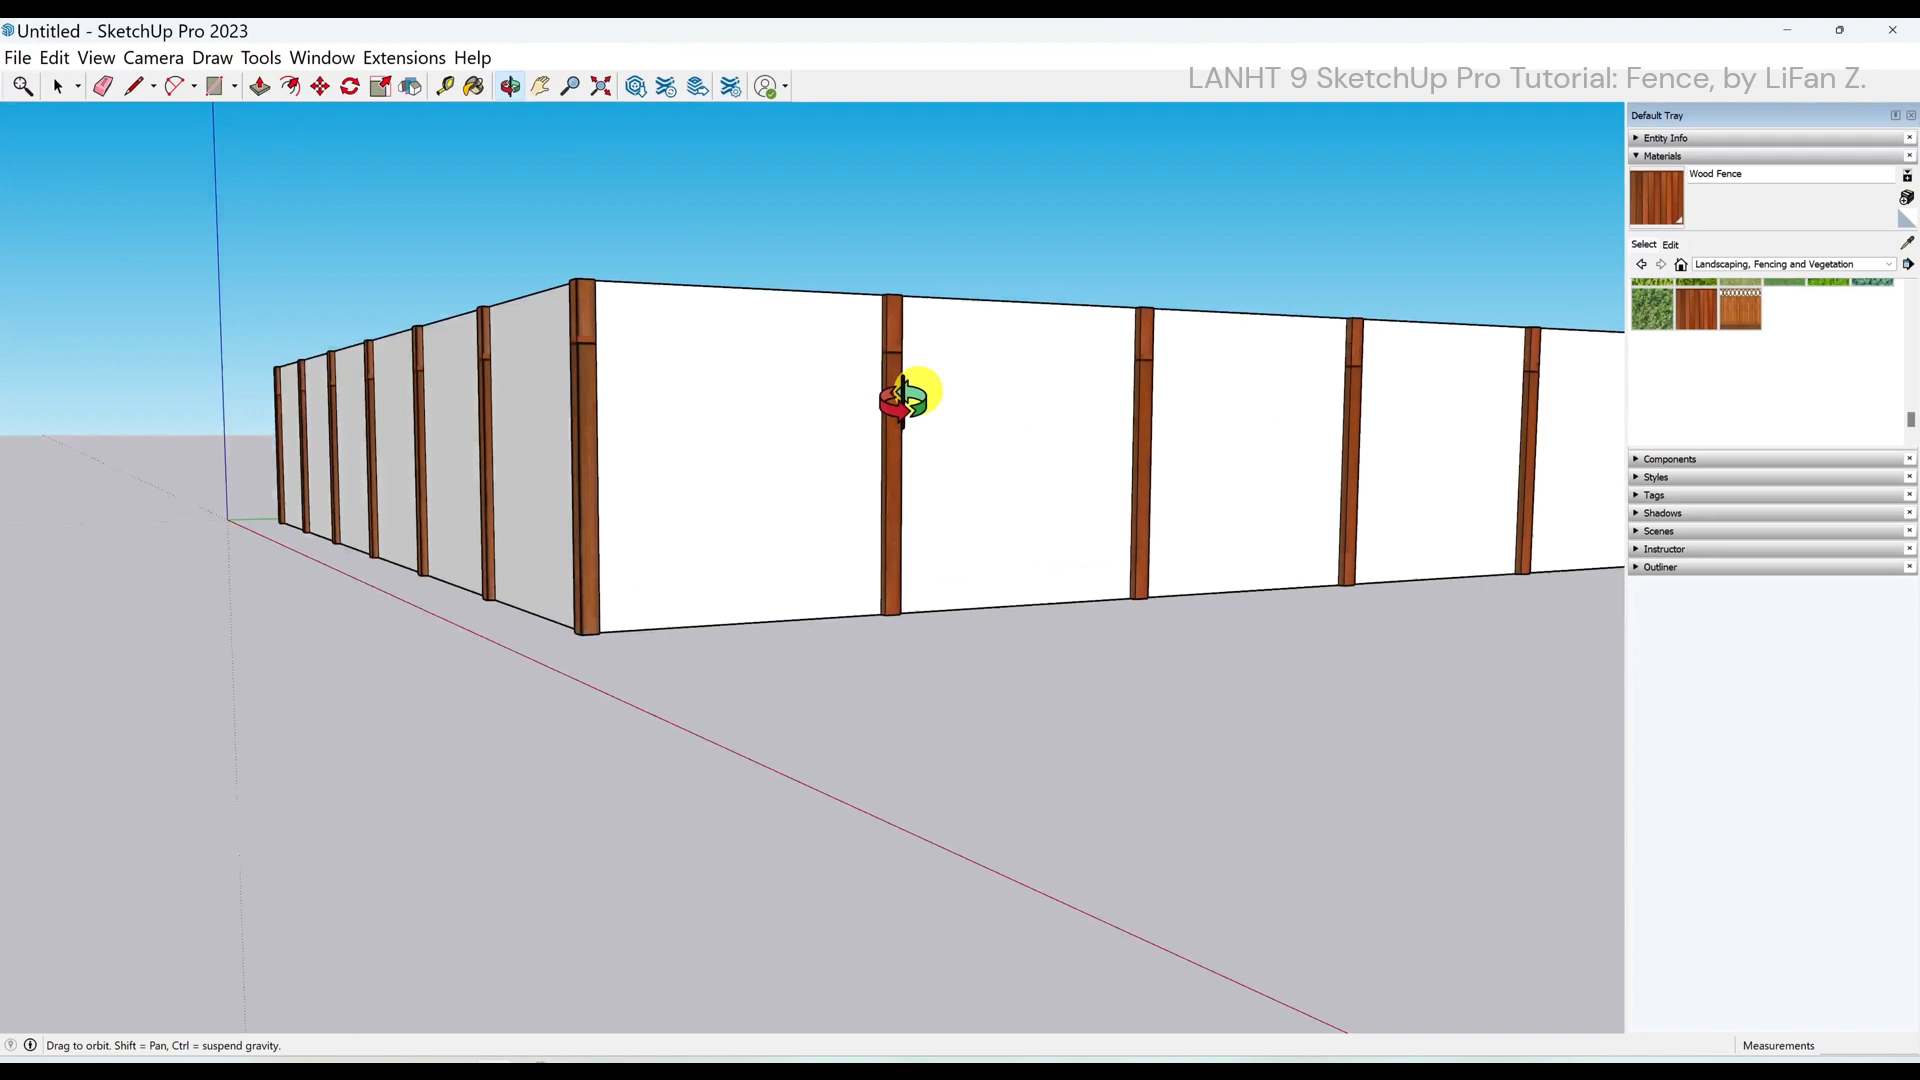 Untitled - SketchUp Pro 2023
File Edit View Camera Draw Tools Window Extensions Help
LANHT 9 SketchUp Pro Tutorial: Fence, by LiFan Z.
Default Tray
Entity Info
Materials
Wood Fence
Select Edit
Landscaping, Fencing and Vegetation
Components
Styles
Tags
Shadows
Scenes
Instructor
Outliner
Drag to orbit. Shift = Pan, Ctrl = suspend gravity.
Measurements